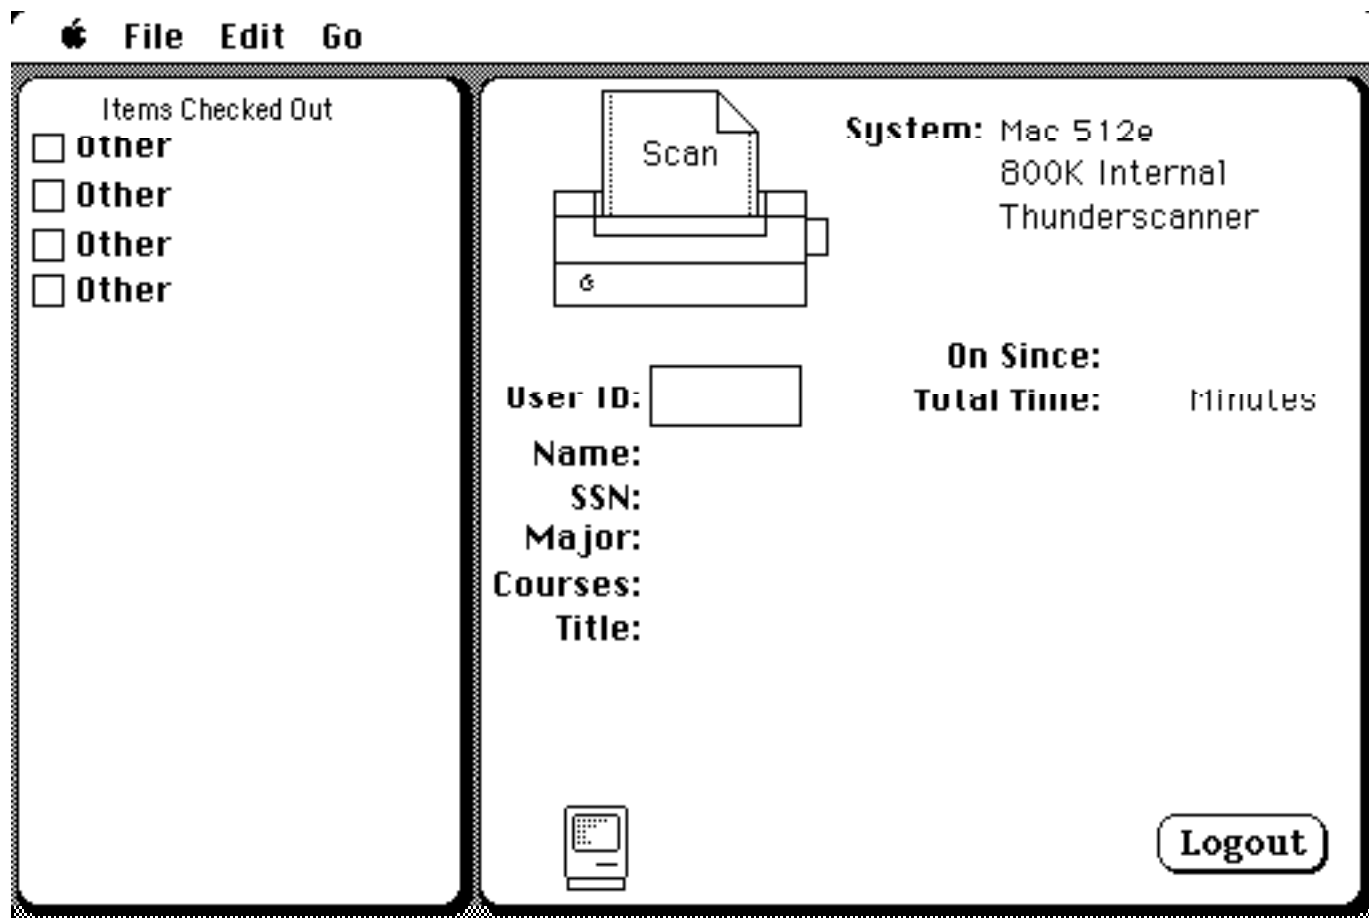 File Edit Go
Items Checked Out
Other
Other
Other
Other
Scan
System: Mac 512e
800K Internal
Thunderscanner
On Since:
User ID:
Total Time: Minutes
Name:
SSN:
Major:
Courses:
Title:
Logout